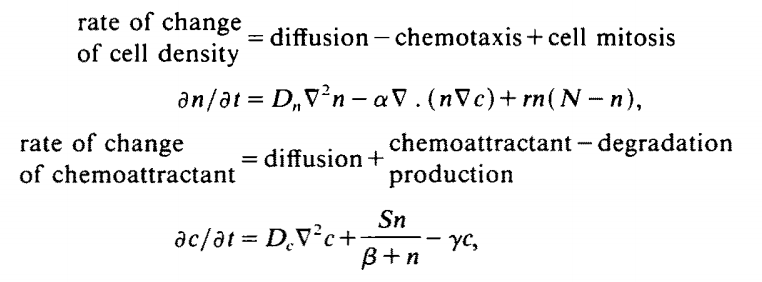 rate of change
of cell density = diffusion − chemotaxis + cell mitosis
∂n/∂t = Dₙ∇²n − α∇ . (n∇c) + rn(N − n),
rate of change chemoattractant − degradation
of chemoattractant = diffusion + production
∂c/∂t = D_c∇²c + Sn/(β + n) − γc,